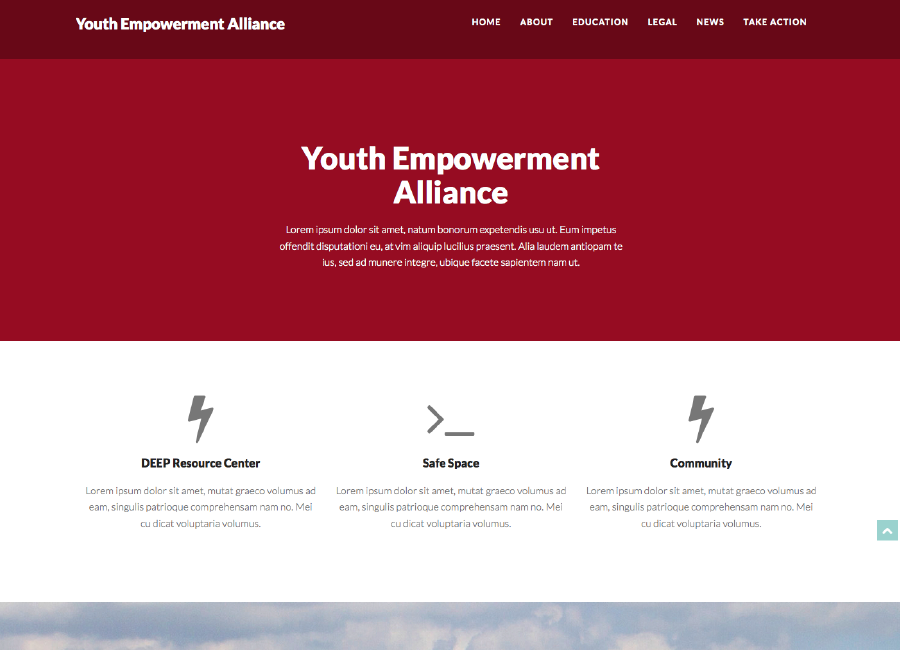 Youth Empowerment Alliance
HOME ABOUT EDUCATION LEGAL NEWS TAKE ACTION
Youth Empowerment
Alliance
Lorem ipsum dolor sit amet, natum bonorum expetendis usu ut. Eum impetus
offendit disputationi eu, at vim aliquip lucilius praesent. Alia laudem antiopam te
ius, sed ad munere integre, ubique facete sapientem nam ut.
DEEP Resource Center
Lorem ipsum dolor sit amet, mutat graeco volumus ad
eam, singulis patrioque comprehensam nam no. Mei
cu dicat voluptaria volumus.
Safe Space
Lorem ipsum dolor sit amet, mutat graeco volumus ad
eam, singulis patrioque comprehensam nam no. Mei
cu dicat voluptaria volumus.
Community
Lorem ipsum dolor sit amet, mutat graeco volumus ad
eam, singulis patrioque comprehensam nam no. Mei
cu dicat voluptaria volumus.